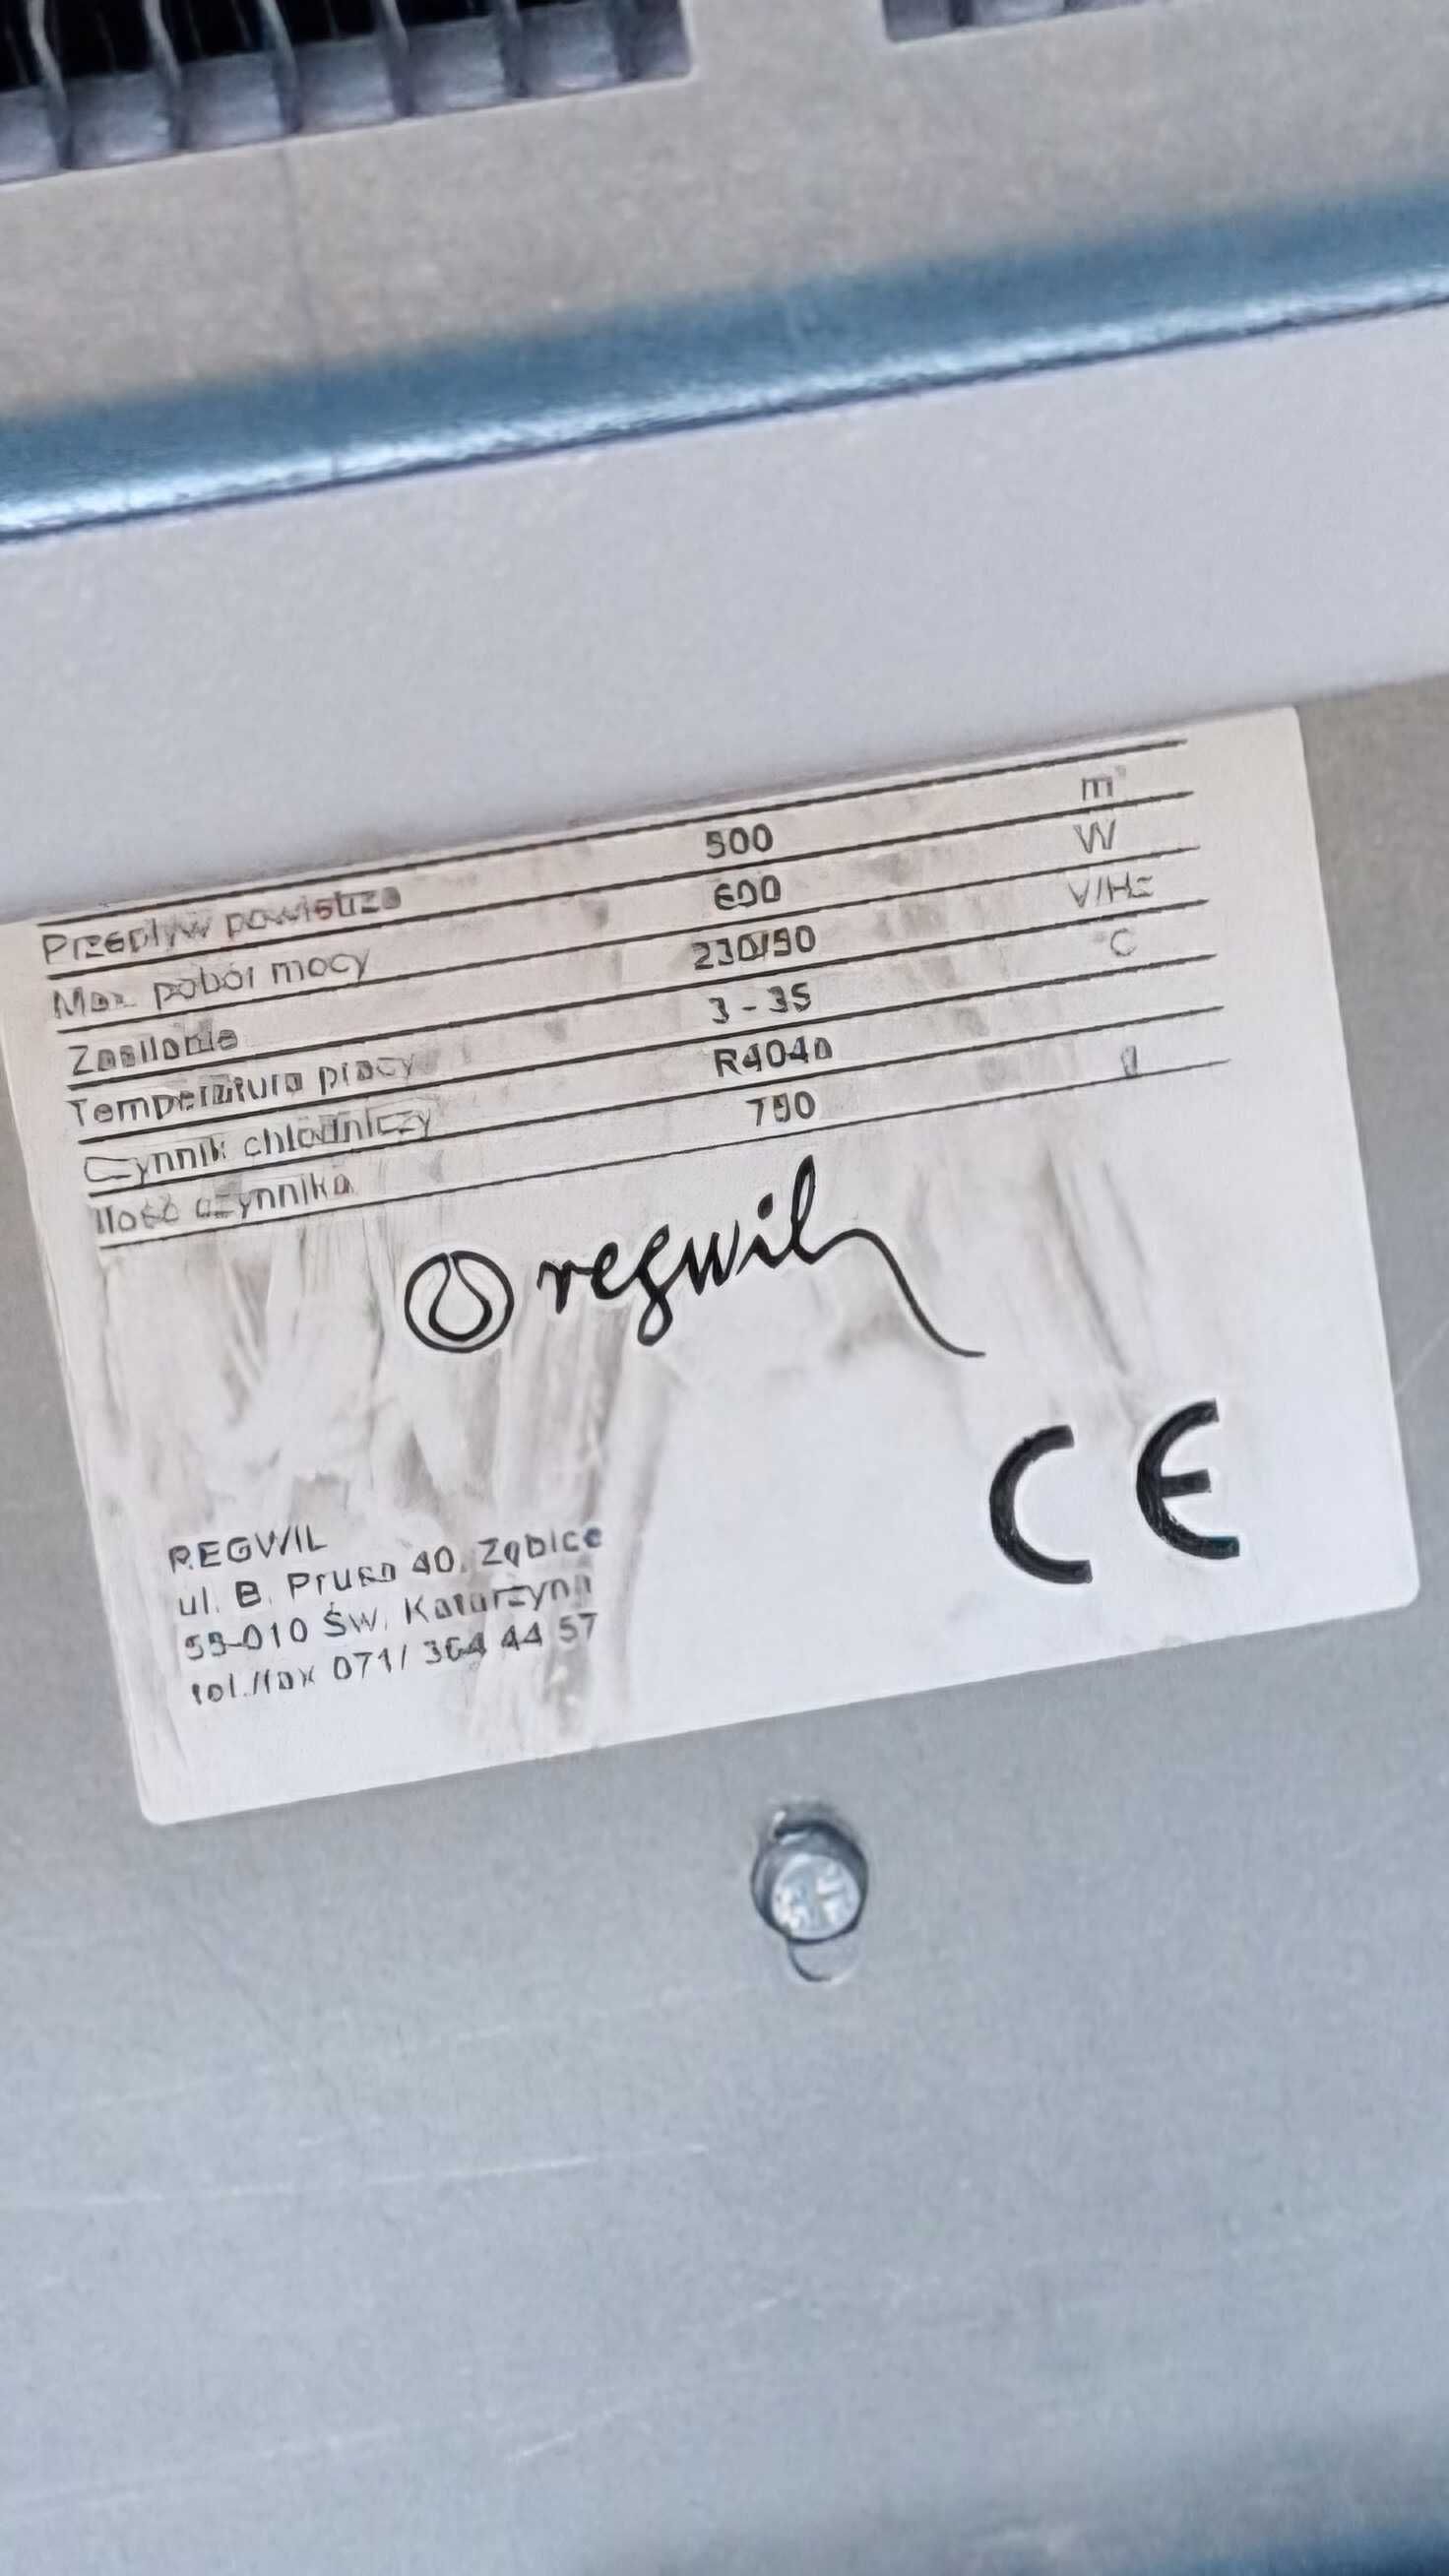 Przepływ powietrza 500 m³
Max. pobór mocy 600 W
Zasilanie 230/50 V/Hz
Temperatura pracy 3 - 35 °C
Czynnik chłodniczy R404a
Ilość czynnika 750 g
regwil
CE
REGWIL
ul. B. Prusa 40, Ząbice
55-010 Św. Katarzyna
tel./fax 071/ 364 44 57